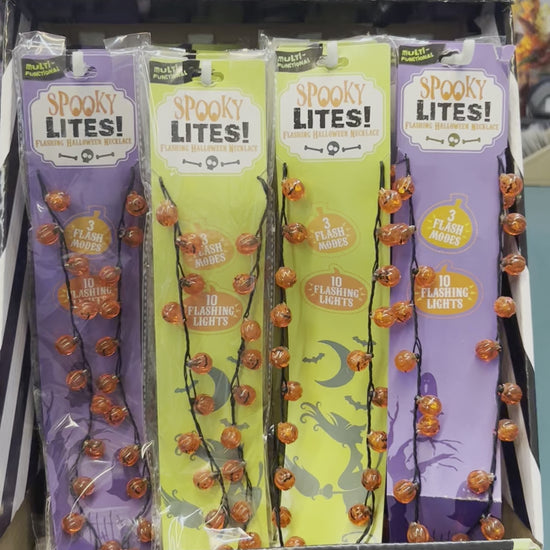 MULTI-
FUNCTIONAL
SPOOKY
LITES!
FLASHING HALLOWEEN NECKLACE
3
FLASH
MODES
10
FLASHING
LIGHTS
MULTI-
FUNCTIONAL
SPOOKY
LITES!
FLASHING HALLOWEEN NECKLACE
3
FLASH
MODES
10
FLASHING
LIGHTS
MULTI-
FUNCTIONAL
SPOOKY
LITES!
FLASHING HALLOWEEN NECKLACE
3
FLASH
MODES
10
FLASHING
LIGHTS
MULTI-
FUNCTIONAL
SPOOKY
LITES!
FLASHING HALLOWEEN NECKLACE
3
FLASH
MODES
10
FLASHING
LIGHTS